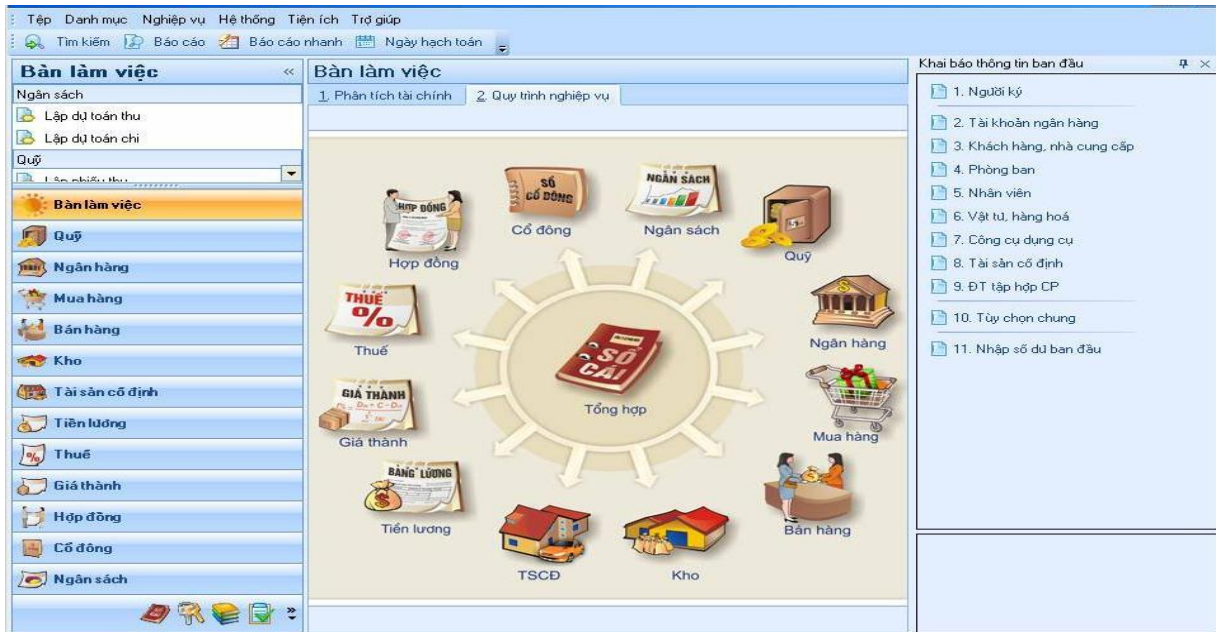 Tệp Danh mục Nghiệp vụ Hệ thống Tiện ích Trợ giúp
Tìm kiếm Báo cáo Báo cáo nhanh Ngày hạch toán
Bàn làm việc «
Ngân sách
Lập dự toán thu
Lập dự toán chi
Quỹ
Lập phiếu thu
Bàn làm việc
Quỹ
Ngân hàng
Mua hàng
Bán hàng
Kho
Tài sản cố định
Tiền lương
Thuế
Giá thành
Hợp đồng
Cổ đông
Ngân sách
Bàn làm việc
1. Phân tích tài chính 2. Quy trình nghiệp vụ
HỢP ĐỒNG
Hợp đồng
SỔ
CỔ ĐÔNG
Cổ đông
NGÂN SÁCH
Ngân sách
Quỹ
THUẾ
%
Thuế
Ngân hàng
SỔ
CÁI
Tổng hợp
GIÁ THÀNH
Giá thành
Mua hàng
BẢNG LƯƠNG
Tiền lương
Bán hàng
TSCĐ
Kho
Khai báo thông tin ban đầu
1. Người ký
2. Tài khoản ngân hàng
3. Khách hàng, nhà cung cấp
4. Phòng ban
5. Nhân viên
6. Vật tư, hàng hoá
7. Công cụ dụng cụ
8. Tài sản cố định
9. ĐT tập hợp CP
10. Tùy chọn chung
11. Nhập số dư ban đầu